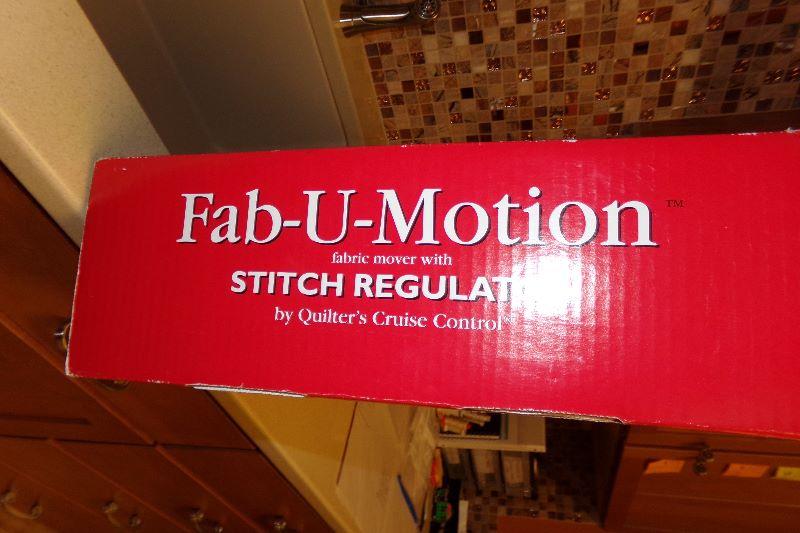 Fab-U-Motion™
fabric mover with
STITCH REGULAT
by Quilter's Cruise Control™